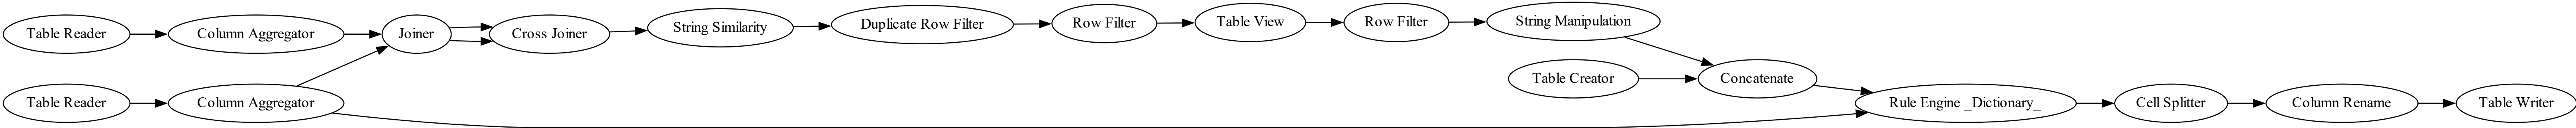 Table Reader
Column Aggregator
Joiner
Cross Joiner
String Similarity
Duplicate Row Filter
Row Filter
Table View
Row Filter
String Manipulation
Table Creator
Concatenate
Table Reader
Column Aggregator
Rule Engine _Dictionary_
Cell Splitter
Column Rename
Table Writer